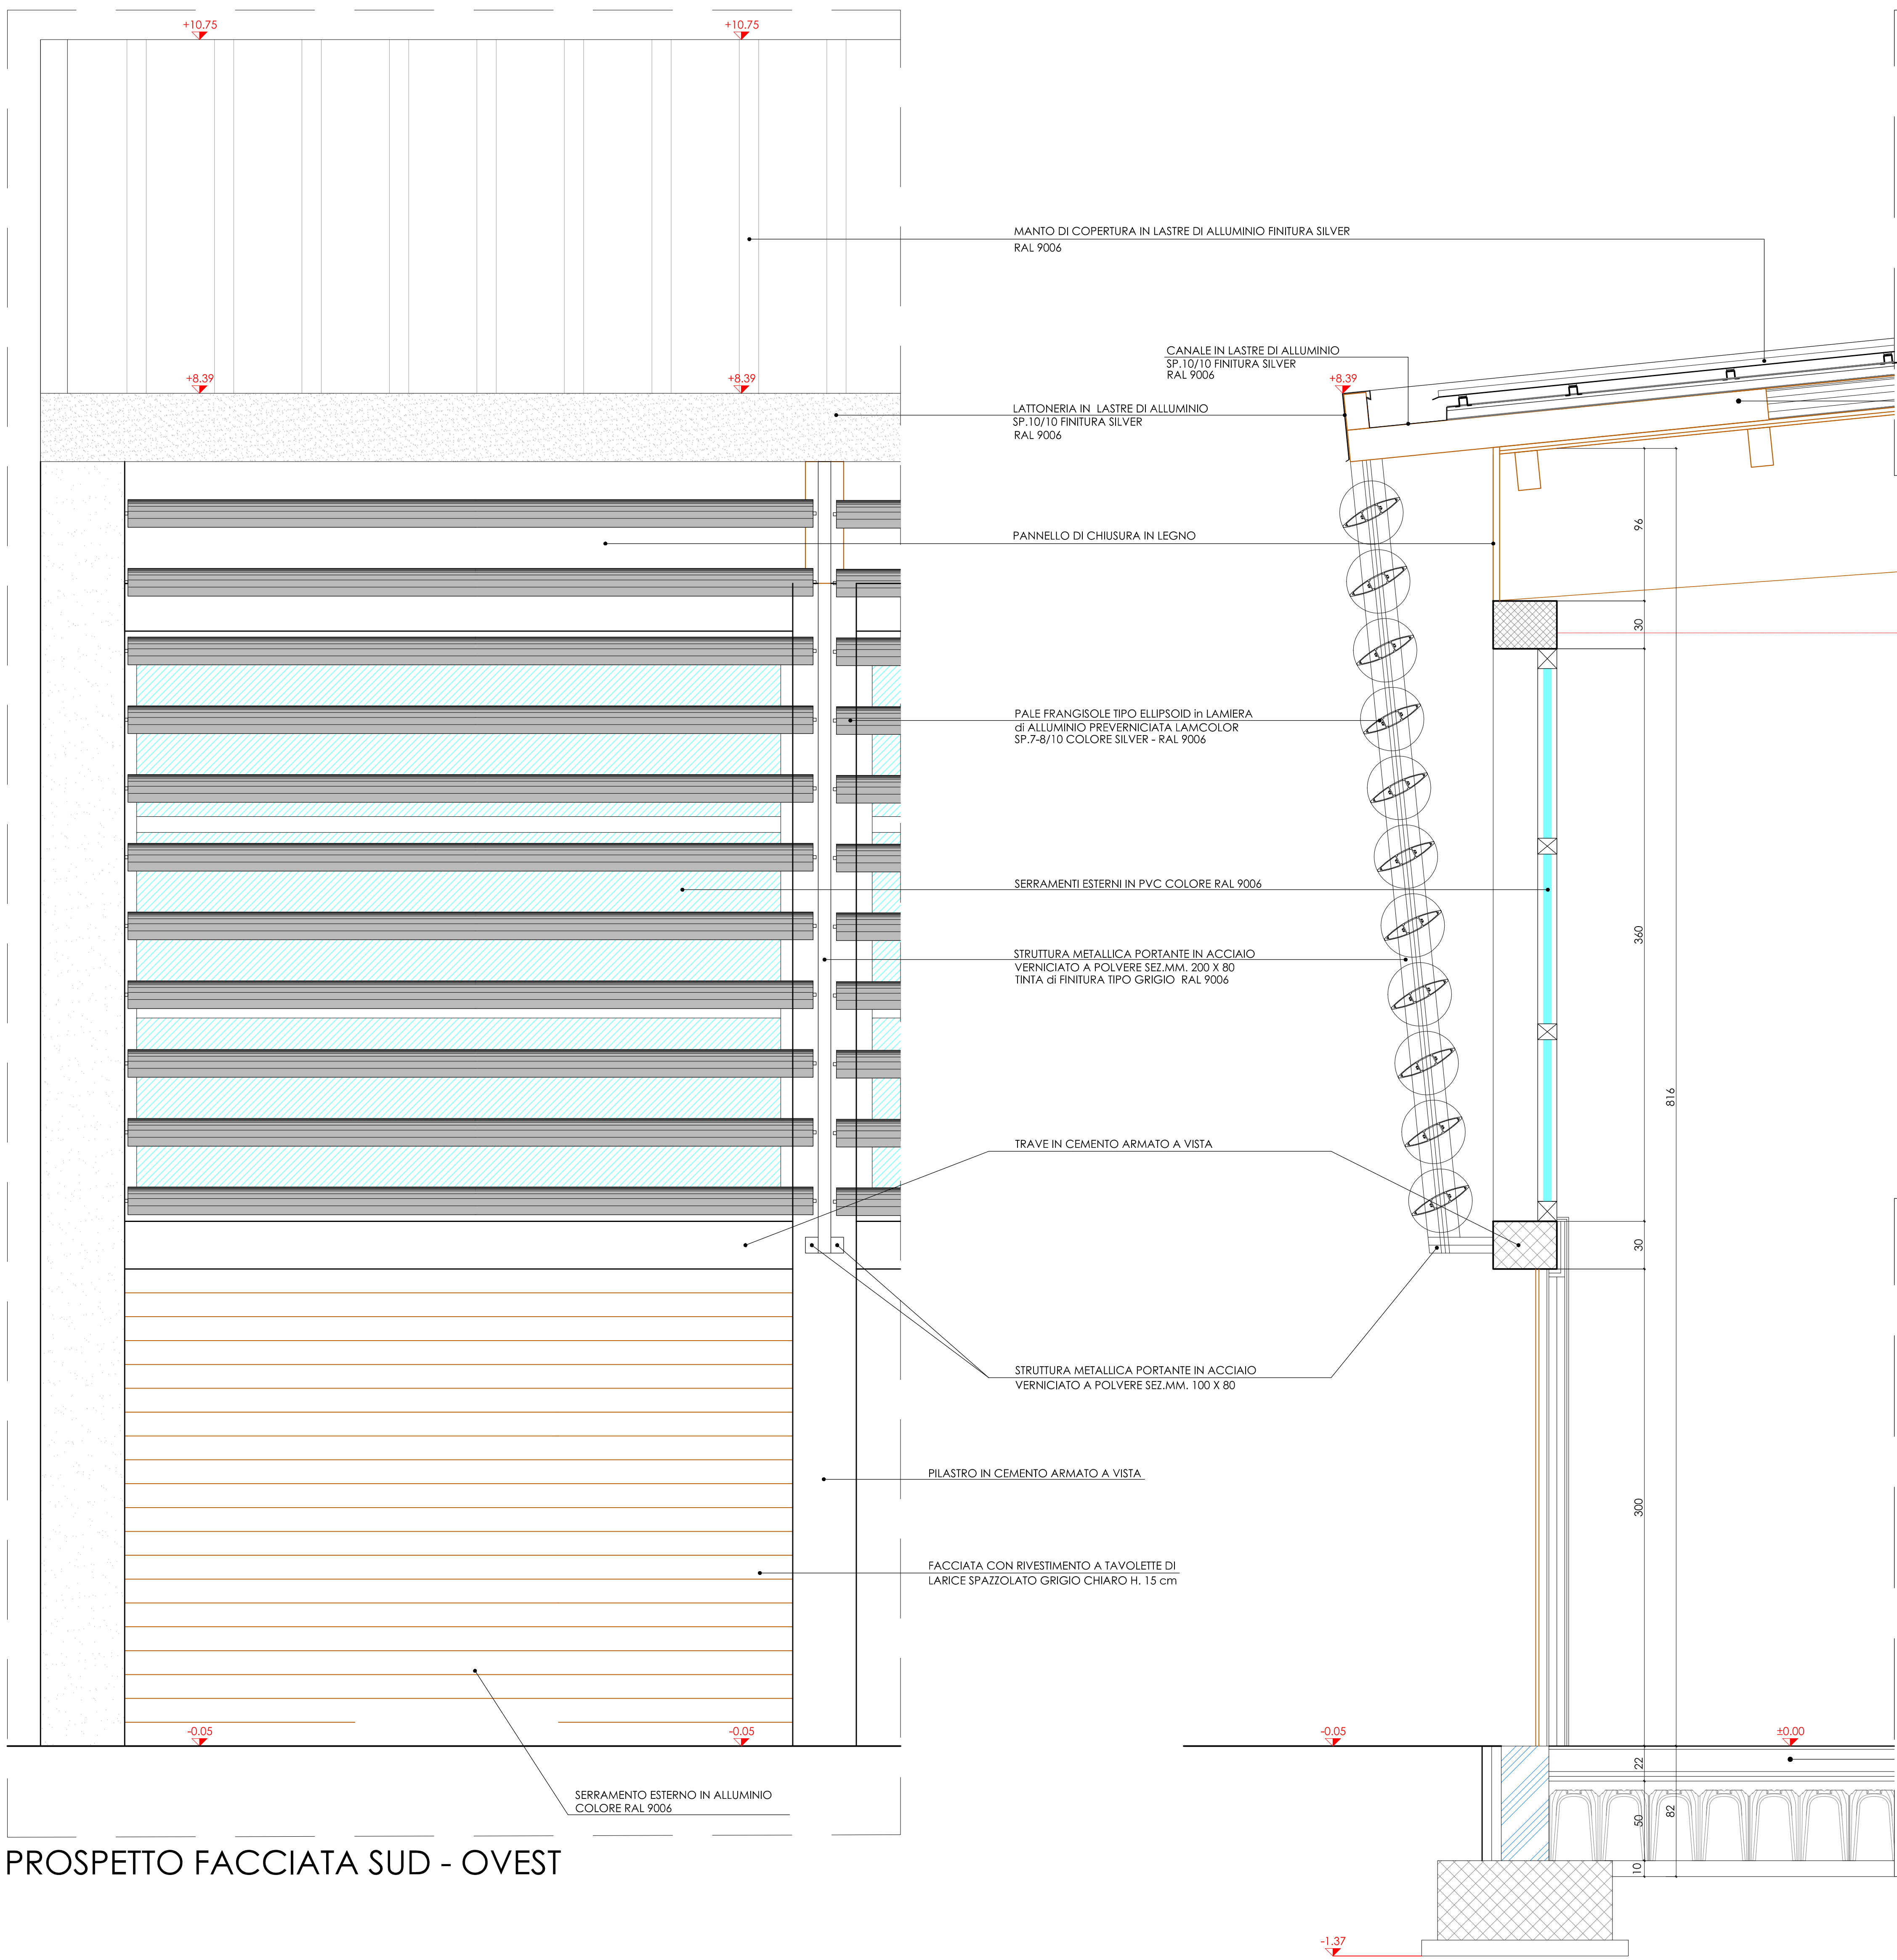 +10.75
+10.75
MANTO DI COPERTURA IN LASTRE DI ALLUMINIO FINITURA SILVER
RAL 9006
CANALE IN LASTRE DI ALLUMINIO
SP.10/10 FINITURA SILVER
RAL 9006
+8.39
+8.39
+8.39
LATTONERIA IN LASTRE DI ALLUMINIO
SP.10/10 FINITURA SILVER
RAL 9006
96
PANNELLO DI CHIUSURA IN LEGNO
30
PALE FRANGISOLE TIPO ELLIPSOID in LAMIERA
di ALLUMINIO PREVERNICIATA LAMCOLOR
SP.7-8/10 COLORE SILVER - RAL 9006
SERRAMENTI ESTERNI IN PVC COLORE RAL 9006
360
STRUTTURA METALLICA PORTANTE IN ACCIAIO
VERNICIATO A POLVERE SEZ.MM. 200 X 80
TINTA di FINITURA TIPO GRIGIO RAL 9006
816
TRAVE IN CEMENTO ARMATO A VISTA
30
STRUTTURA METALLICA PORTANTE IN ACCIAIO
VERNICIATO A POLVERE SEZ.MM. 100 X 80
PILASTRO IN CEMENTO ARMATO A VISTA
300
FACCIATA CON RIVESTIMENTO A TAVOLETTE DI
LARICE SPAZZOLATO GRIGIO CHIARO H. 15 cm
-0.05
-0.05
-0.05
±0.00
22
SERRAMENTO ESTERNO IN ALLUMINIO
COLORE RAL 9006
50
82
10
PROSPETTO FACCIATA SUD - OVEST
-1.37